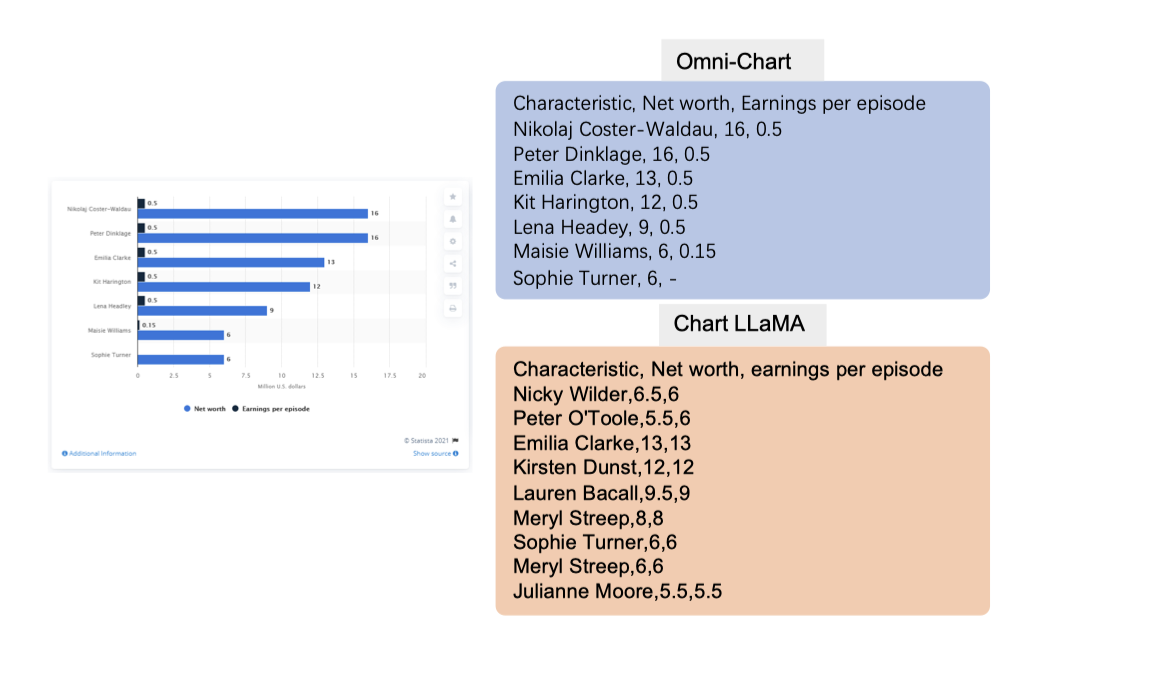 Nikolaj Coster-Waldau
0.5
16
Peter Dinklage
0.5
16
Emilia Clarke
0.5
13
Kit Harington
0.5
12
Lena Headley
0.5
9
Maisie Williams
0.15
6
Sophie Turner
6
0 2.5 5 7.5 10 12.5 15 17.5 20
Million U.S. dollars
Net worth Earnings per episode
© Statista 2021
Additional Information
Show source
Omni-Chart
Characteristic, Net worth, Earnings per episode
Nikolaj Coster-Waldau, 16, 0.5
Peter Dinklage, 16, 0.5
Emilia Clarke, 13, 0.5
Kit Harington, 12, 0.5
Lena Headey, 9, 0.5
Maisie Williams, 6, 0.15
Sophie Turner, 6, -
Chart LLaMA
Characteristic, Net worth, earnings per episode
Nicky Wilder,6.5,6
Peter O'Toole,5.5,6
Emilia Clarke,13,13
Kirsten Dunst,12,12
Lauren Bacall,9.5,9
Meryl Streep,8,8
Sophie Turner,6,6
Meryl Streep,6,6
Julianne Moore,5.5,5.5